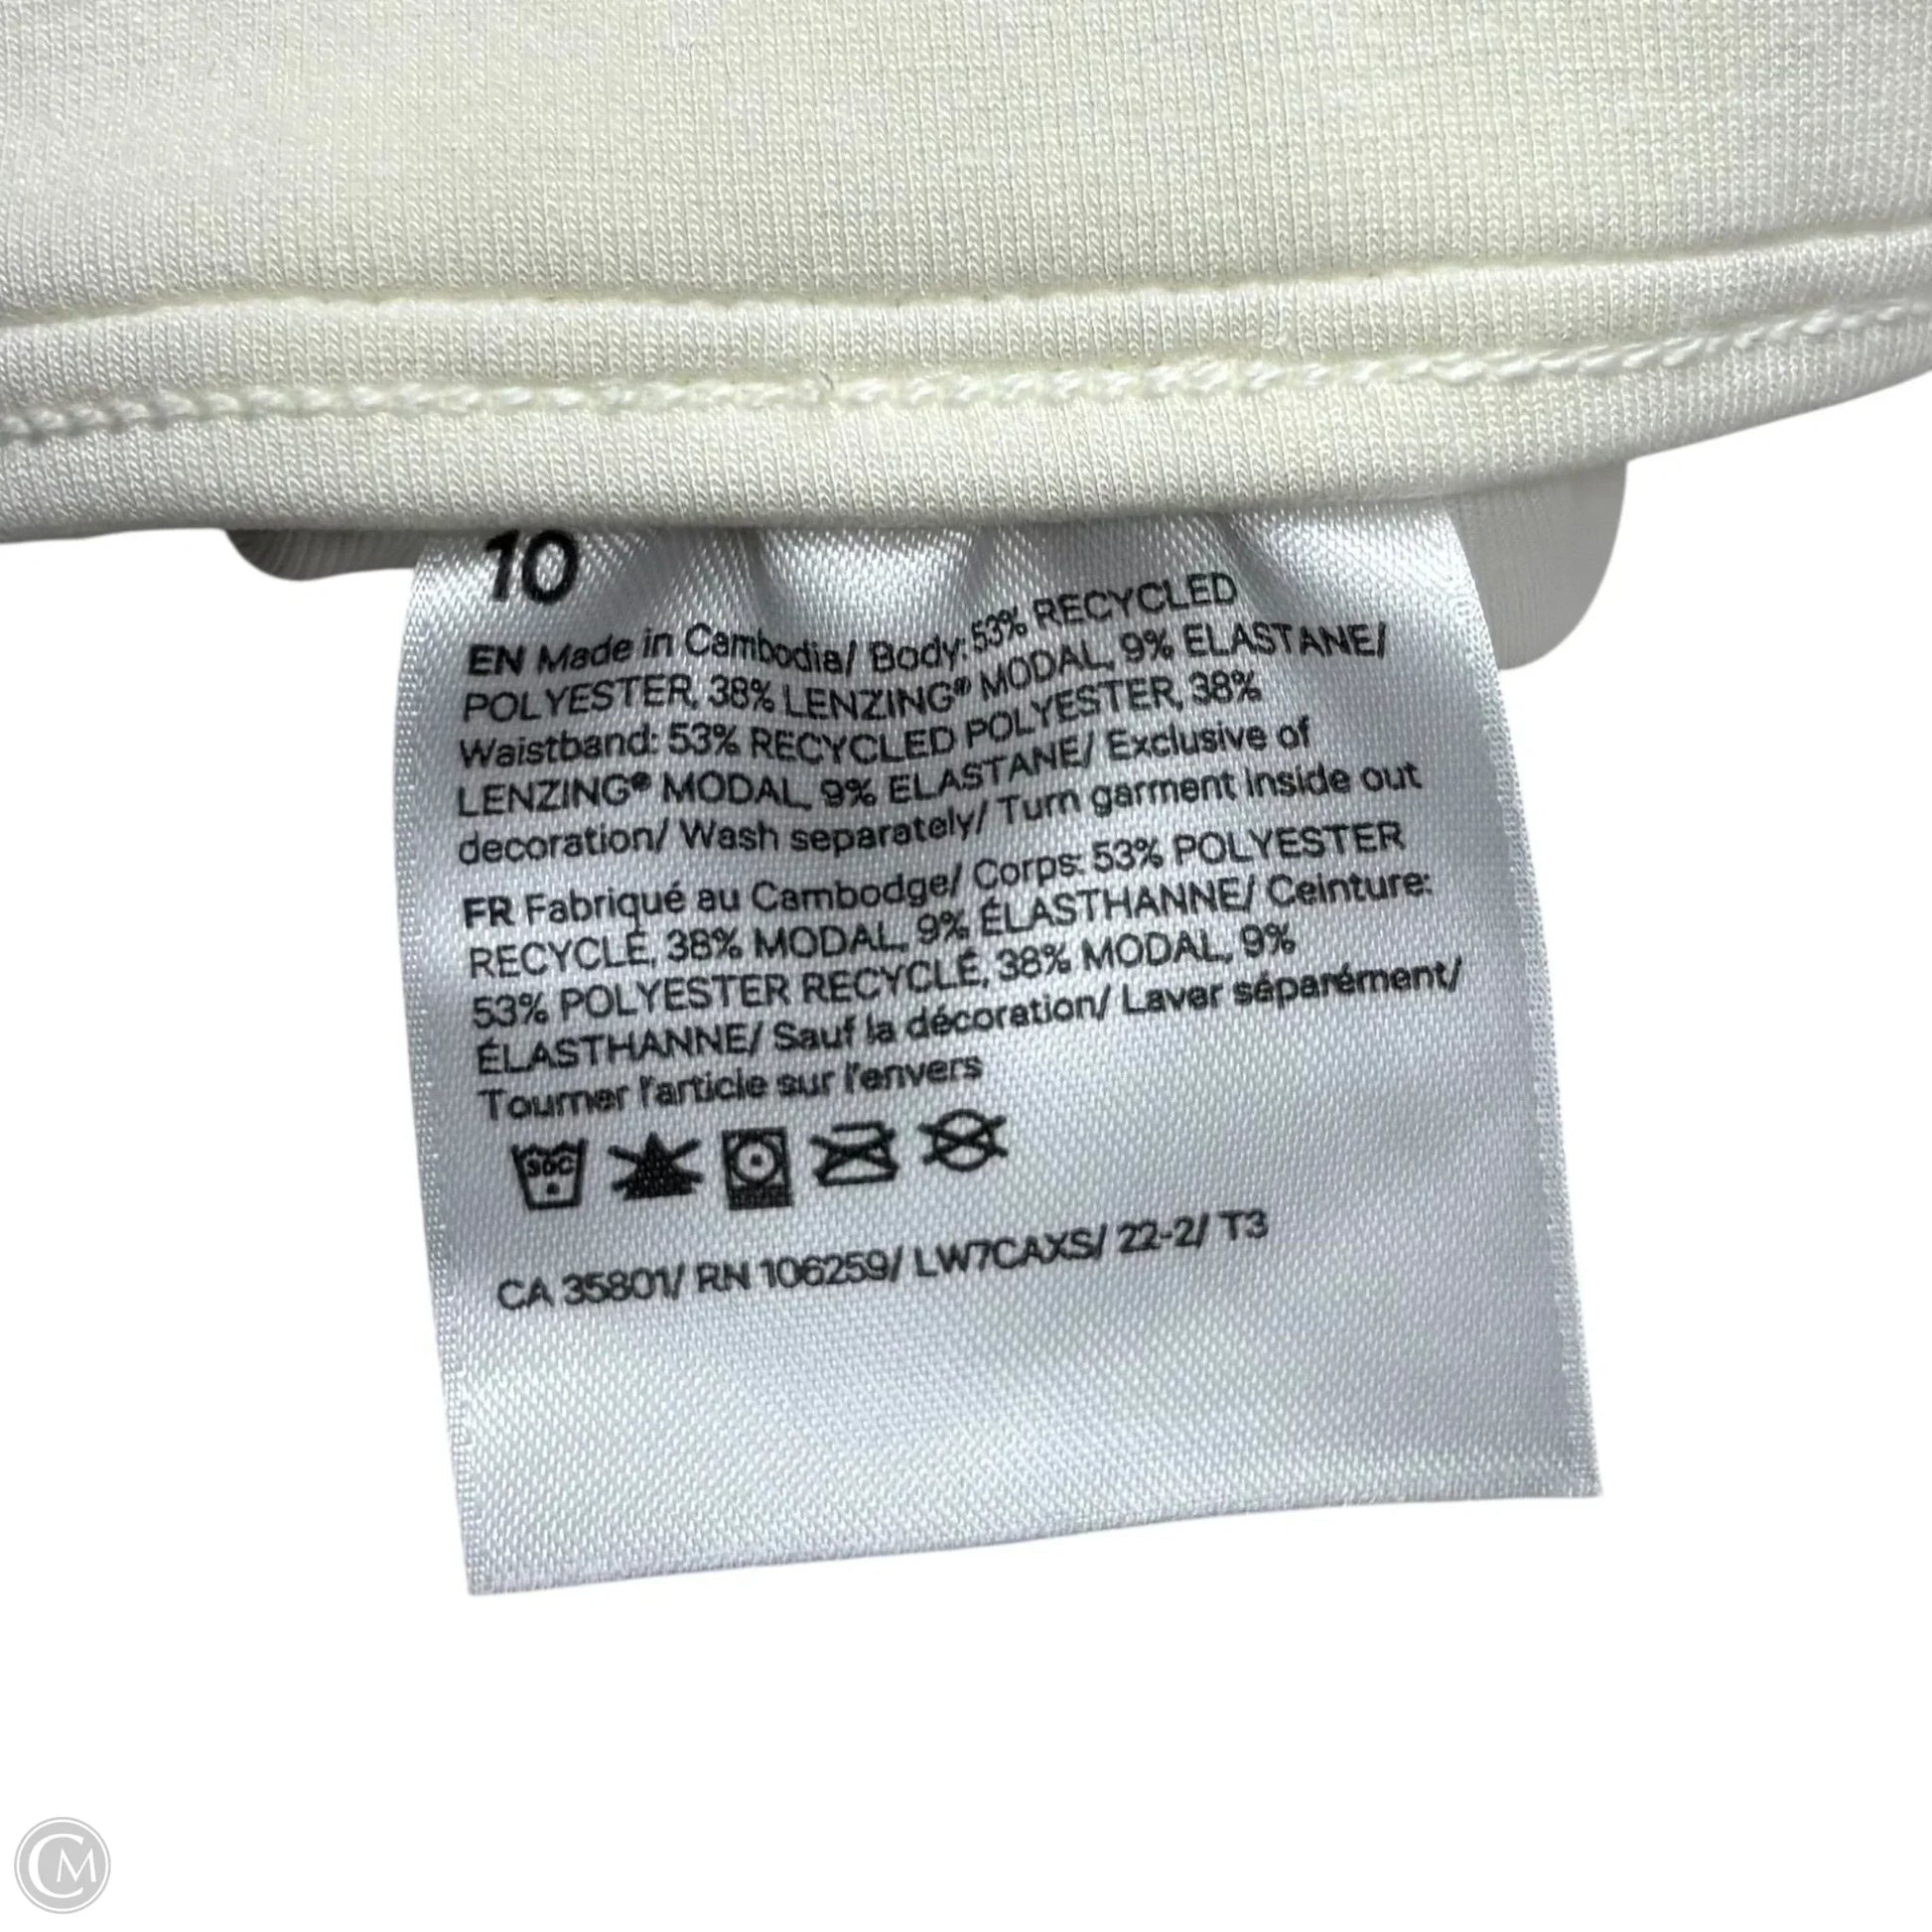 10
EN Made in Cambodia/ Body: 53% RECYCLED
POLYESTER, 38% LENZING® MODAL, 9% ELASTANE/
Waistband: 53% RECYCLED POLYESTER, 38%
LENZING® MODAL, 9% ELASTANE/ Exclusive of
decoration/ Wash separately/ Turn garment inside out
FR Fabriqué au Cambodge/ Corps: 53% POLYESTER
RECYCLÉ, 38% MODAL, 9% ÉLASTHANNE/ Ceinture:
53% POLYESTER RECYCLÉ, 38% MODAL, 9%
ÉLASTHANNE/ Sauf la décoration/ Laver séparément/
Tourner l'article sur l'envers
30C
CA 35801/ RN 106259/ LW7CAXS/ 22-2/ T3
CM